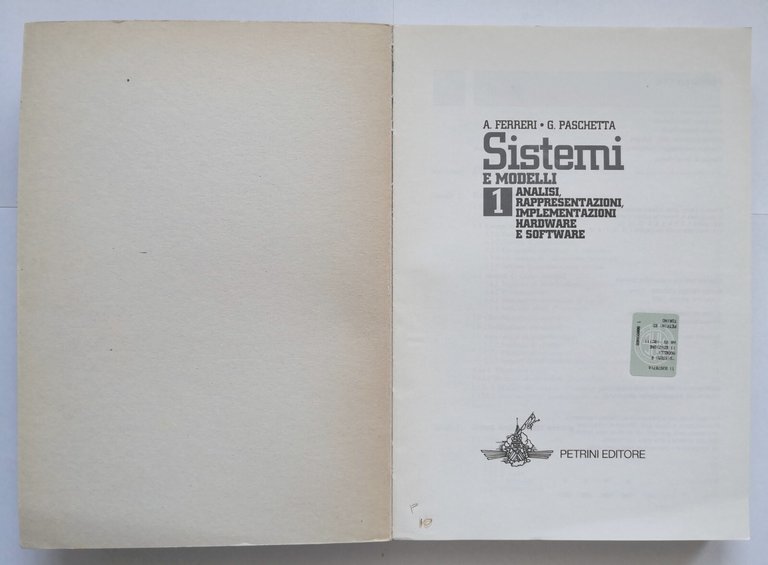 A. FERRERI • G. PASCHETTA
Sistemi
E MODELLI
1 ANALISI,
RAPPRESENTAZIONI,
IMPLEMENTAZIONI
HARDWARE
E SOFTWARE
PETRINI EDITORE